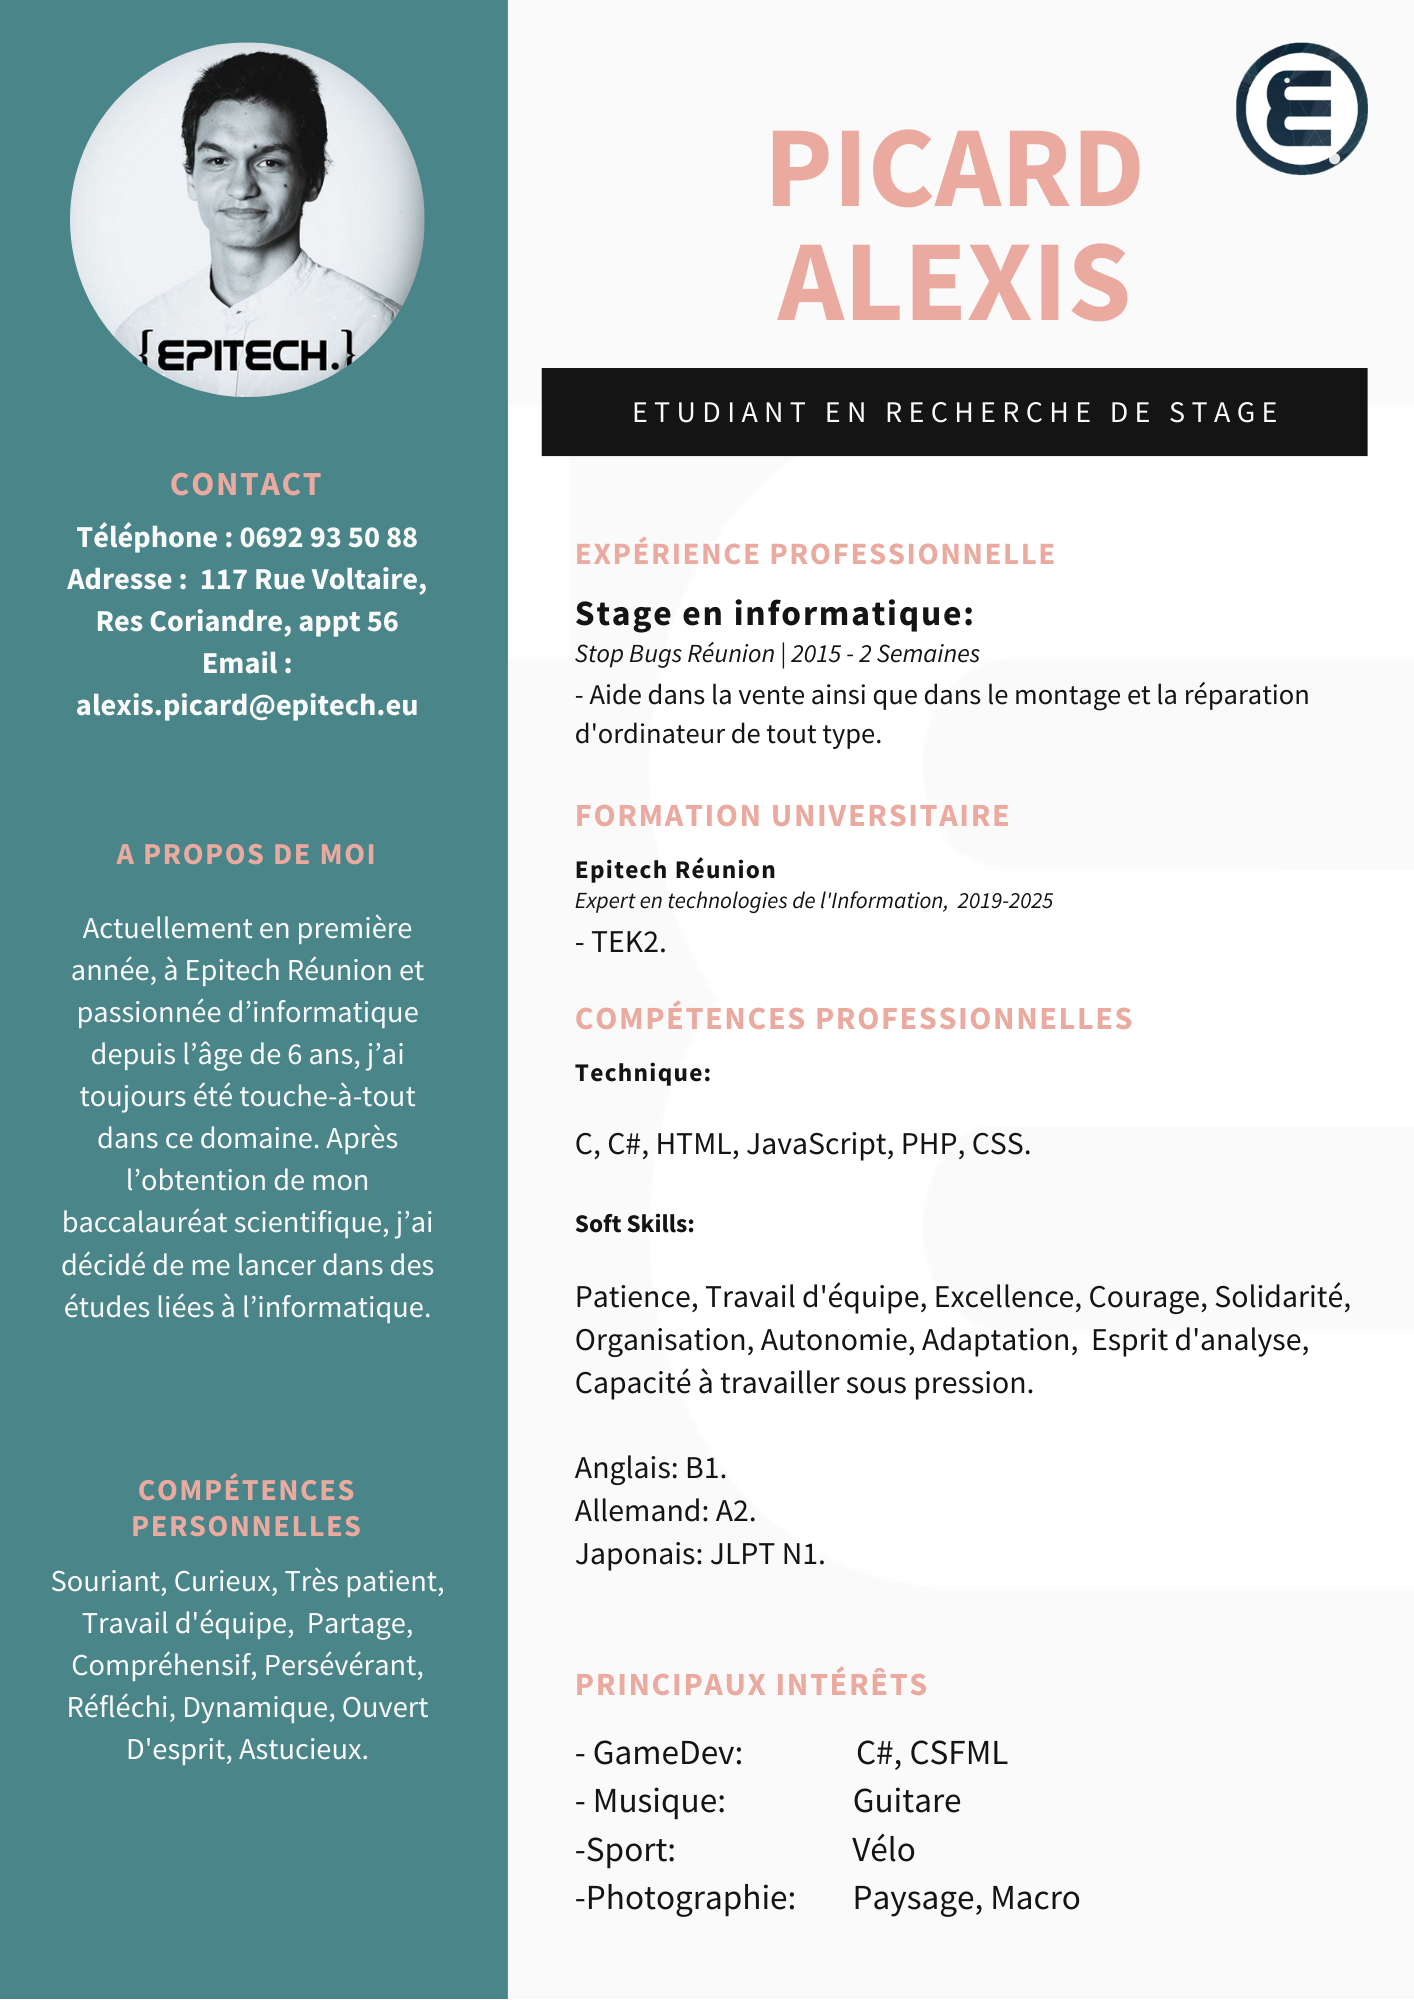 {EPITECH.}
CONTACT
Téléphone : 0692 93 50 88
Adresse :  117 Rue Voltaire,
Res Coriandre, appt 56
Email :
alexis.picard@epitech.eu
A PROPOS DE MOI
Actuellement en première
année, à Epitech Réunion et
passionnée d’informatique
depuis l’âge de 6 ans, j’ai
toujours été touche-à-tout
dans ce domaine. Après
l’obtention de mon
baccalauréat scientifique, j’ai
décidé de me lancer dans des
études liées à l’informatique.
COMPÉTENCES
PERSONNELLES
Souriant, Curieux, Très patient,
Travail d'équipe,  Partage,
Compréhensif, Persévérant,
Réfléchi, Dynamique, Ouvert
D'esprit, Astucieux.
PICARD
ALEXIS
ETUDIANT EN RECHERCHE DE STAGE
EXPÉRIENCE PROFESSIONNELLE
Stage en informatique:
Stop Bugs Réunion | 2015 - 2 Semaines
- Aide dans la vente ainsi que dans le montage et la réparation
d'ordinateur de tout type.
FORMATION UNIVERSITAIRE
Epitech Réunion
Expert en technologies de l'Information,  2019-2025
- TEK2.
COMPÉTENCES PROFESSIONNELLES
Technique:
C, C#, HTML, JavaScript, PHP, CSS.
Soft Skills:
Patience, Travail d'équipe, Excellence, Courage, Solidarité,
Organisation, Autonomie, Adaptation,  Esprit d'analyse,
Capacité à travailler sous pression.
Anglais: B1.
Allemand: A2.
Japonais: JLPT N1.
PRINCIPAUX INTÉRÊTS
- GameDev: C#, CSFML
- Musique: Guitare
-Sport: Vélo
-Photographie: Paysage, Macro